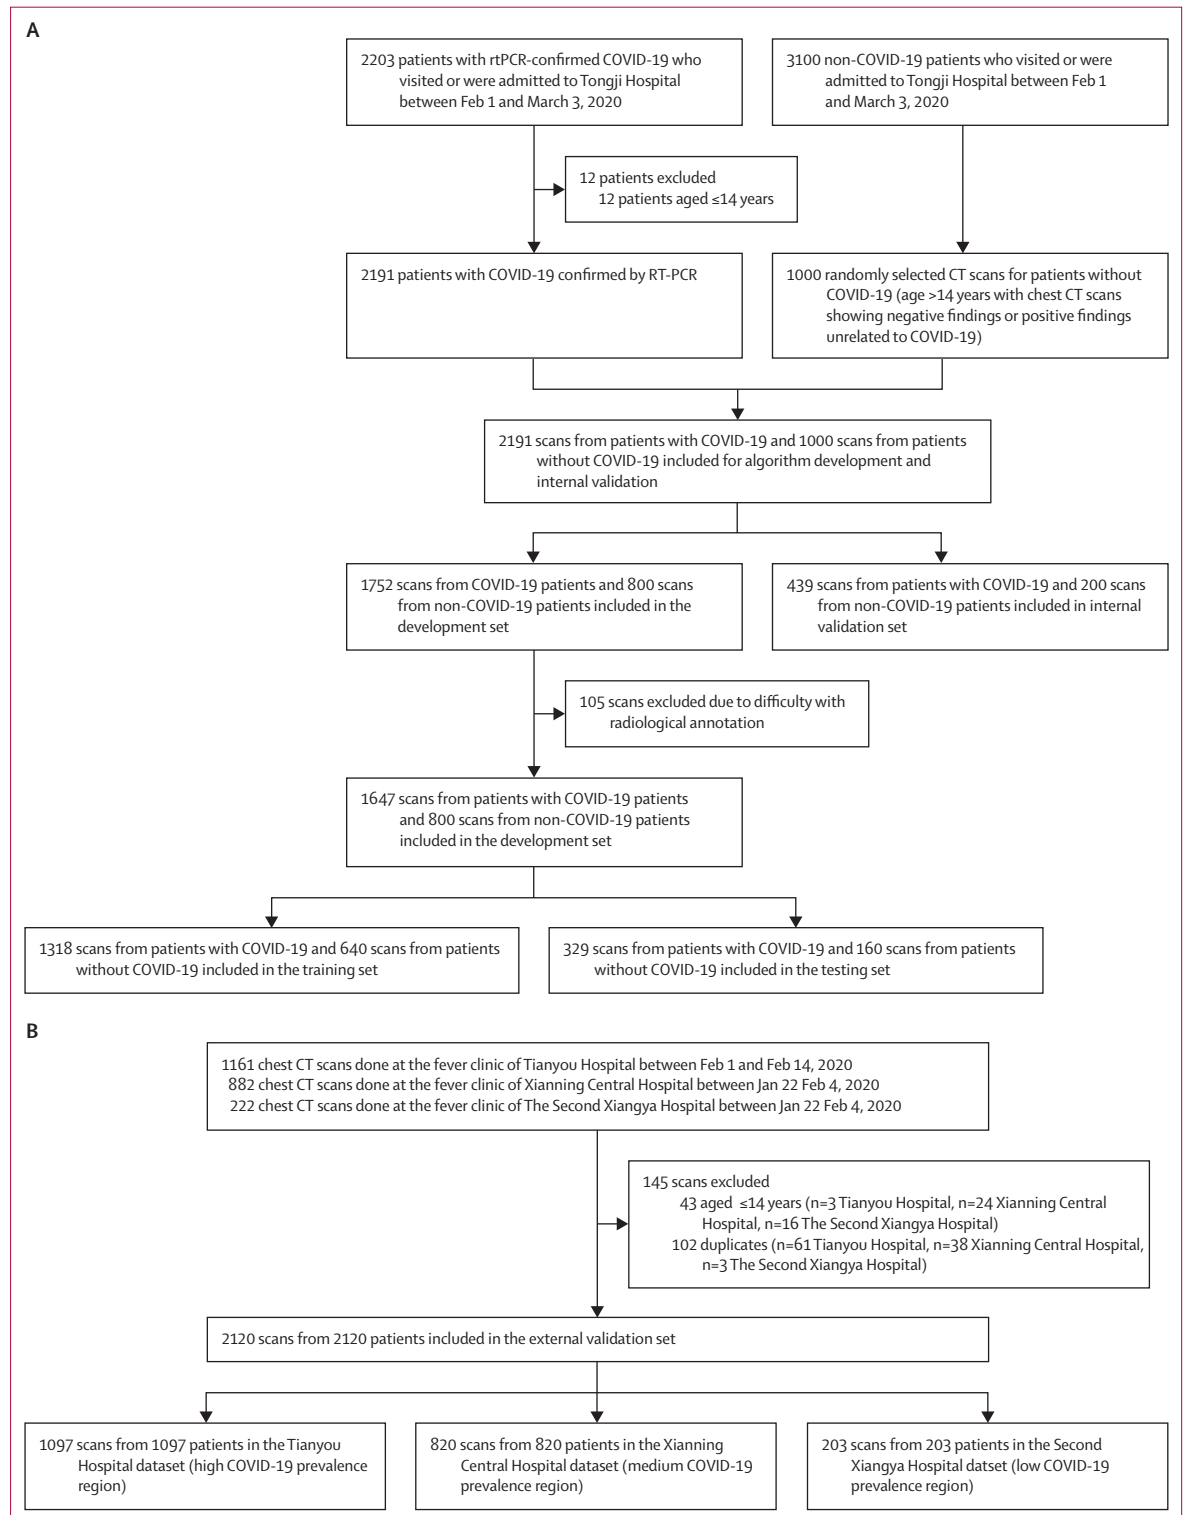 A
2203 patients with rtPCR-confirmed COVID-19 who
visited or were admitted to Tongji Hospital
between Feb 1 and March 3, 2020
3100 non-COVID-19 patients who visited or were
admitted to Tongji Hospital between Feb 1
and March 3, 2020
12 patients excluded
12 patients aged ≤14 years
2191 patients with COVID-19 confirmed by RT-PCR
1000 randomly selected CT scans for patients without
COVID-19 (age >14 years with chest CT scans
showing negative findings or positive findings
unrelated to COVID-19)
2191 scans from patients with COVID-19 and 1000 scans from patients
without COVID-19 included for algorithm development and
internal validation
1752 scans from COVID-19 patients and 800 scans
from non-COVID-19 patients included in the
development set
439 scans from patients with COVID-19 and 200 scans
from non-COVID-19 patients included in internal
validation set
105 scans excluded due to difficulty with
radiological annotation
1647 scans from patients with COVID-19 patients
and 800 scans from non-COVID-19 patients
included in the development set
1318 scans from patients with COVID-19 and 640 scans from patients
without COVID-19 included in the training set
329 scans from patients with COVID-19 and 160 scans from patients
without COVID-19 included in the testing set
B
1161 chest CT scans done at the fever clinic of Tianyou Hospital between Feb 1 and Feb 14, 2020
882 chest CT scans done at the fever clinic of Xianning Central Hospital between Jan 22 Feb 4, 2020
222 chest CT scans done at the fever clinic of The Second Xiangya Hospital between Jan 22 Feb 4, 2020
145 scans excluded
43 aged ≤14 years (n=3 Tianyou Hospital, n=24 Xianning Central
Hospital, n=16 The Second Xiangya Hospital)
102 duplicates (n=61 Tianyou Hospital, n=38 Xianning Central Hospital,
n=3 The Second Xiangya Hospital)
2120 scans from 2120 patients included in the external validation set
1097 scans from 1097 patients in the Tianyou
Hospital dataset (high COVID-19 prevalence
region)
820 scans from 820 patients in the Xianning
Central Hospital dataset (medium COVID-19
prevalence region)
203 scans from 203 patients in the Second
Xiangya Hospital datset (low COVID-19
prevalence region)